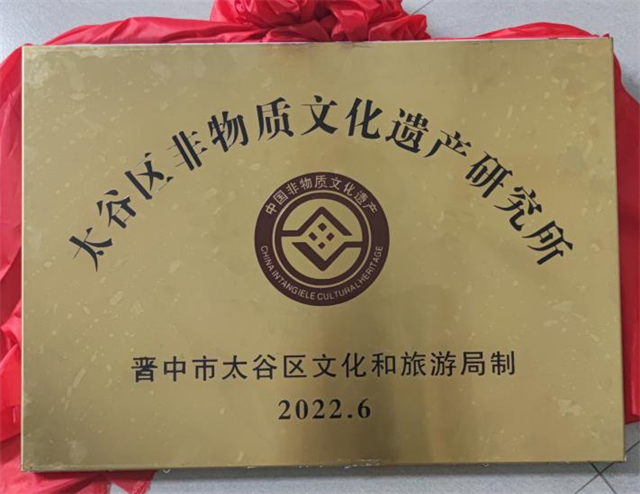 太谷区非物质文化遗产研究所
中国非物质文化遗产
CHINA INTANGIELE CULTURAL HERITAGE
晋中市太谷区文化和旅游局制
2022.6